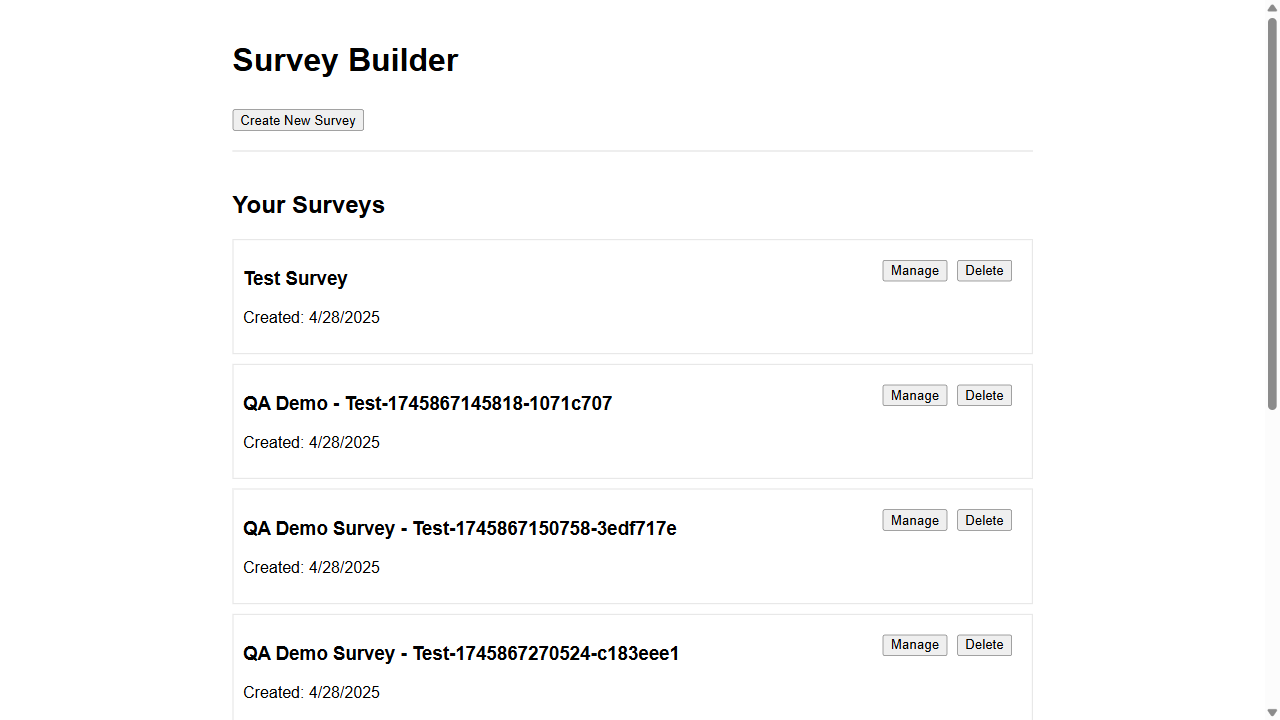 Survey Builder
Create New Survey
Your Surveys
Test Survey
Manage Delete
Created: 4/28/2025
QA Demo - Test-1745867145818-1071c707
Manage Delete
Created: 4/28/2025
QA Demo Survey - Test-1745867150758-3edf717e
Manage Delete
Created: 4/28/2025
QA Demo Survey - Test-1745867270524-c183eee1
Manage Delete
Created: 4/28/2025